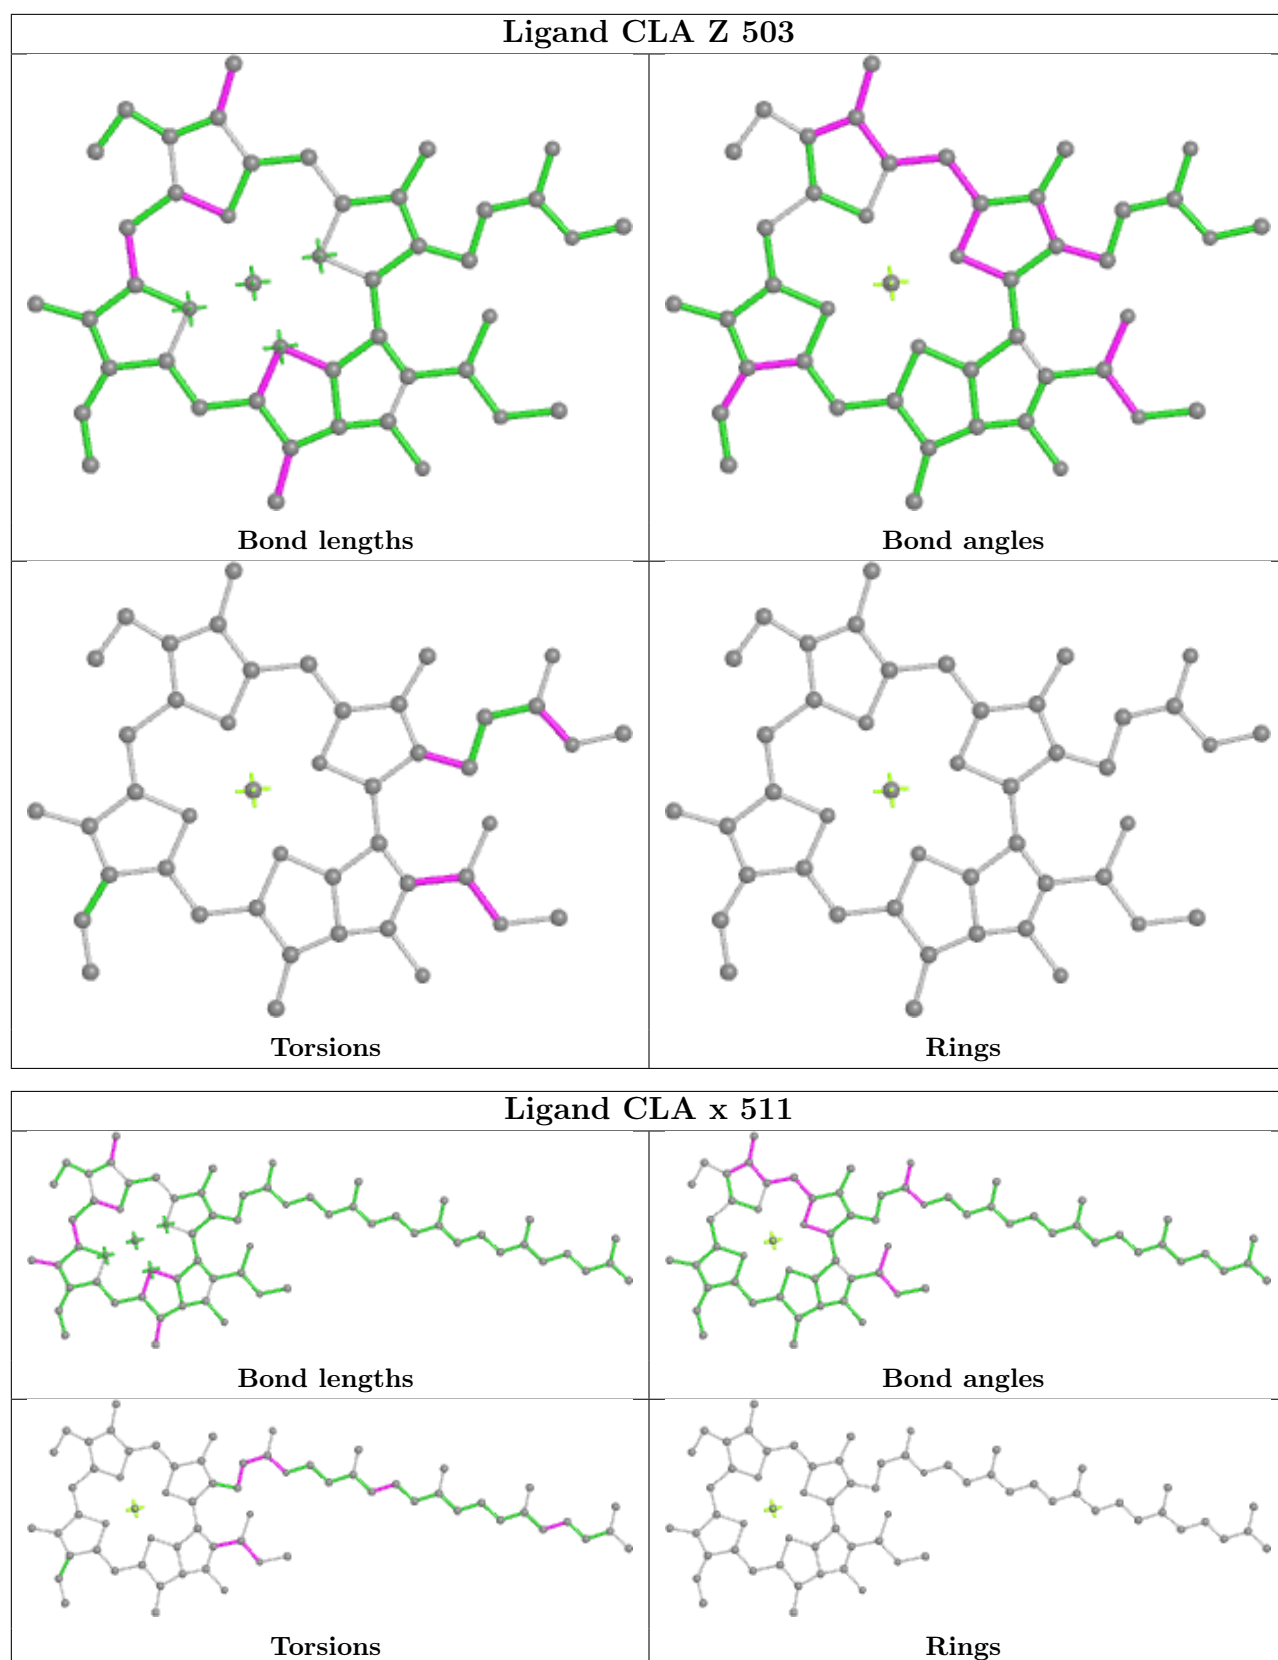 Ligand CLA Z 503
Bond lengths
Bond angles
Torsions
Rings
Ligand CLA x 511
Bond lengths
Bond angles
Torsions
Rings